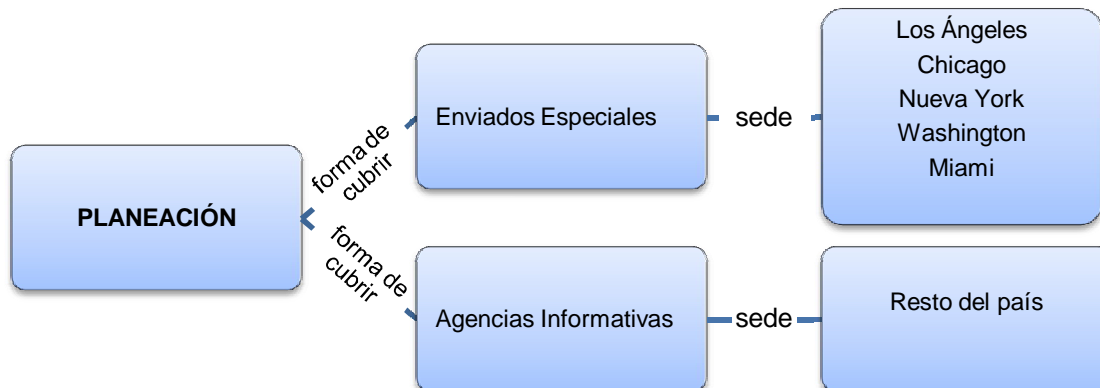 PLANEACIÓN
forma de
cubrir
Enviados Especiales
sede
Los Ángeles
Chicago
Nueva York
Washington
Miami
forma de
cubrir
Agencias Informativas
sede
Resto del país